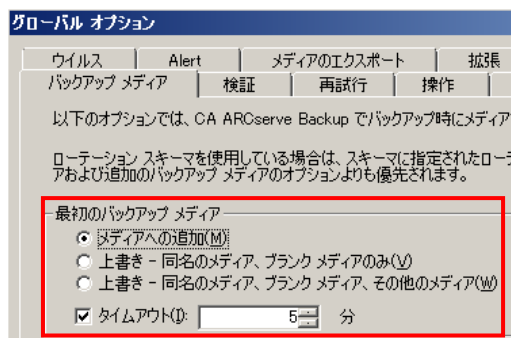 グローバル オプション
ウイルス Alert メディアのエクスポート 拡張
バックアップ メディア 検証 再試行 操作
以下のオプションでは、CA ARCserve Backup でバックアップ時にメディア
ローテーション スキーマを使用している場合は、スキーマに指定されたロー
アおよび追加のバックアップ メディアのオプションよりも優先されます。
最初のバックアップ メディア
メディアへの追加(M)
上書き - 同名のメディア、ブランク メディアのみ(V)
上書き - 同名のメディア、ブランク メディア、その他のメディア(W)
タイムアウト(I): 5 分